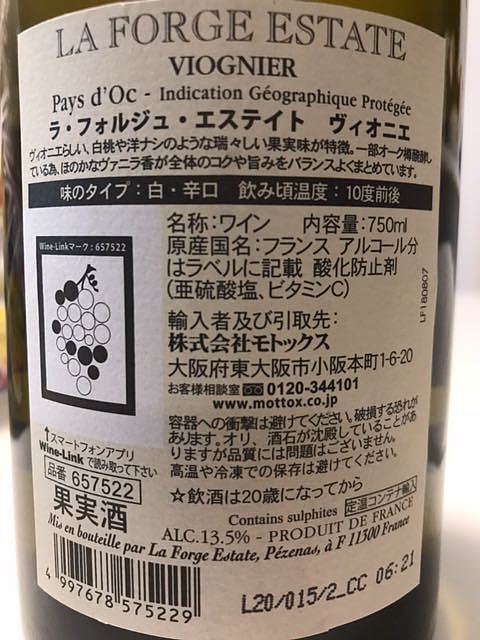 LA FORGE ESTATE
VIOGNIER
Pays d'Oc - Indication Géographique Protégée
ラ・フォルジュ・エステイト ヴィオニエ
ヴィオニエらしい、白桃や洋ナシのような瑞々しい果実味が特徴。一部オーク樽醗酵し
ている為、ほのかなヴァニラ香が全体のコクや旨みをバランスよくまとめています。
味のタイプ:白・辛口 飲み頃温度:10度前後
Wine-Linkマーク:657522
名称:ワイン 内容量:750ml
原産国名:フランス アルコール分
はラベルに記載 酸化防止剤
(亜硫酸塩、ビタミンC)
LF180807
輸入者及び引取先:
株式会社モトックス
大阪府東大阪市小阪本町1-6-20
お客様相談室 0120-344101
www.mottox.co.jp
容器への衝撃は避けてください。破損する恐れが
あります。オリ、酒石が沈殿していることがあ
りますが品質には問題はございません。
高温や冷凍での保存は避けてください。
↑スマートフォンアプリ
Wine-Link で読み取って下さい
品番 657522
果実酒
☆飲酒は20歳になってから
定温コンテナ輸入
Contains sulphites
ALC.13.5% - PRODUIT DE FRANCE
Mis en bouteille par La Forge Estate, Pézenas, à F 11300 France
4 997678 575229
L20/015/2_CC 06:21